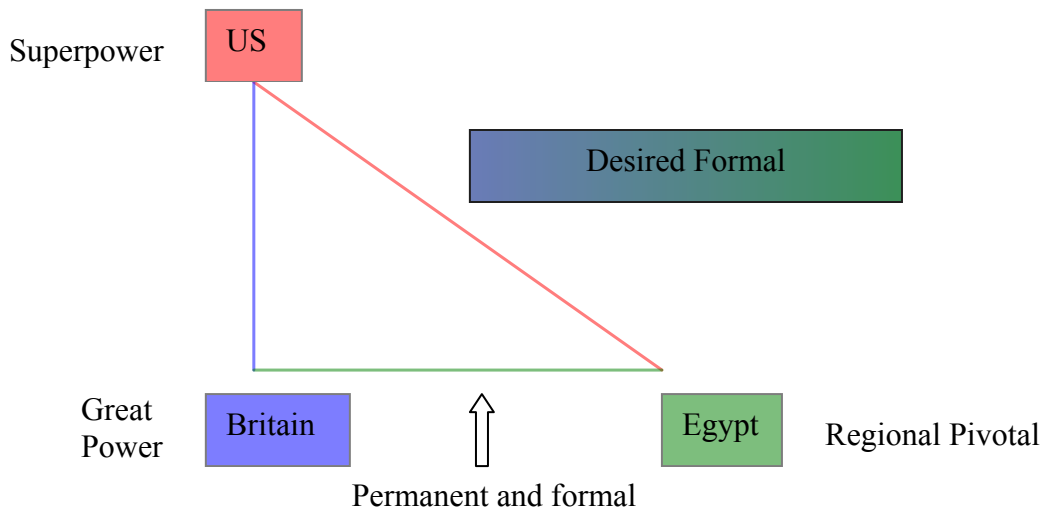 US
Superpower
Desired Formal
Great
Power
Britain
Egypt
Regional Pivotal
Permanent and formal